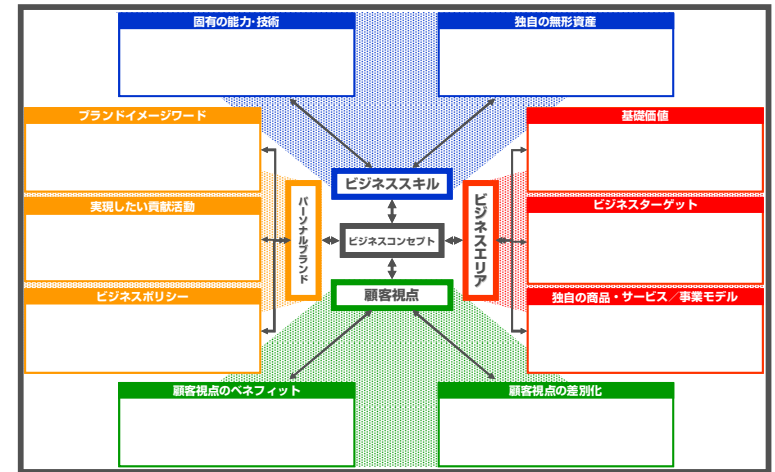 固有の能力・技術
独自の無形資産
ブランドイメージワード
基礎価値
ビジネススキル
実現したい貢献活動
パーソナルブランド
ビジネスコンセプト
ビジネスエリア
ビジネスターゲット
顧客視点
ビジネスポリシー
独自の商品・サービス／事業モデル
顧客視点のベネフィット
顧客視点の差別化